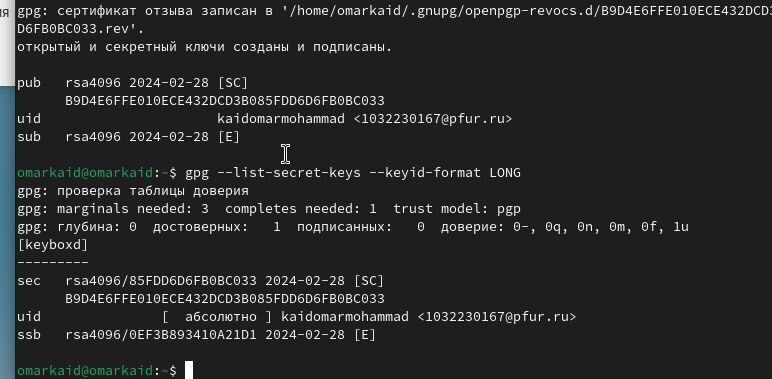 ия
gpg: сертификат отзыва записан в '/home/omarkaid/.gnupg/openpgp-revocs.d/B9D4E6FFE010ECE432DCD3
D6FB0BC033.rev'.
открытый и секретный ключи созданы и подписаны.
pub   rsa4096 2024-02-28 [SC]
      B9D4E6FFE010ECE432DCD3B085FDD6D6FB0BC033
uid                      kaidomarmohammad <1032230167@pfur.ru>
sub   rsa4096 2024-02-28 [E]
omarkaid@omarkaid:~$ gpg --list-secret-keys --keyid-format LONG
gpg: проверка таблицы доверия
gpg: marginals needed: 3  completes needed: 1  trust model: pgp
gpg: глубина: 0  достоверных:   1  подписанных:   0  доверие: 0-, 0q, 0n, 0m, 0f, 1u
[keyboxd]
---------
sec   rsa4096/85FDD6D6FB0BC033 2024-02-28 [SC]
      B9D4E6FFE010ECE432DCD3B085FDD6D6FB0BC033
uid               [  абсолютно ] kaidomarmohammad <1032230167@pfur.ru>
ssb   rsa4096/0EF3B893410A21D1 2024-02-28 [E]
omarkaid@omarkaid:~$